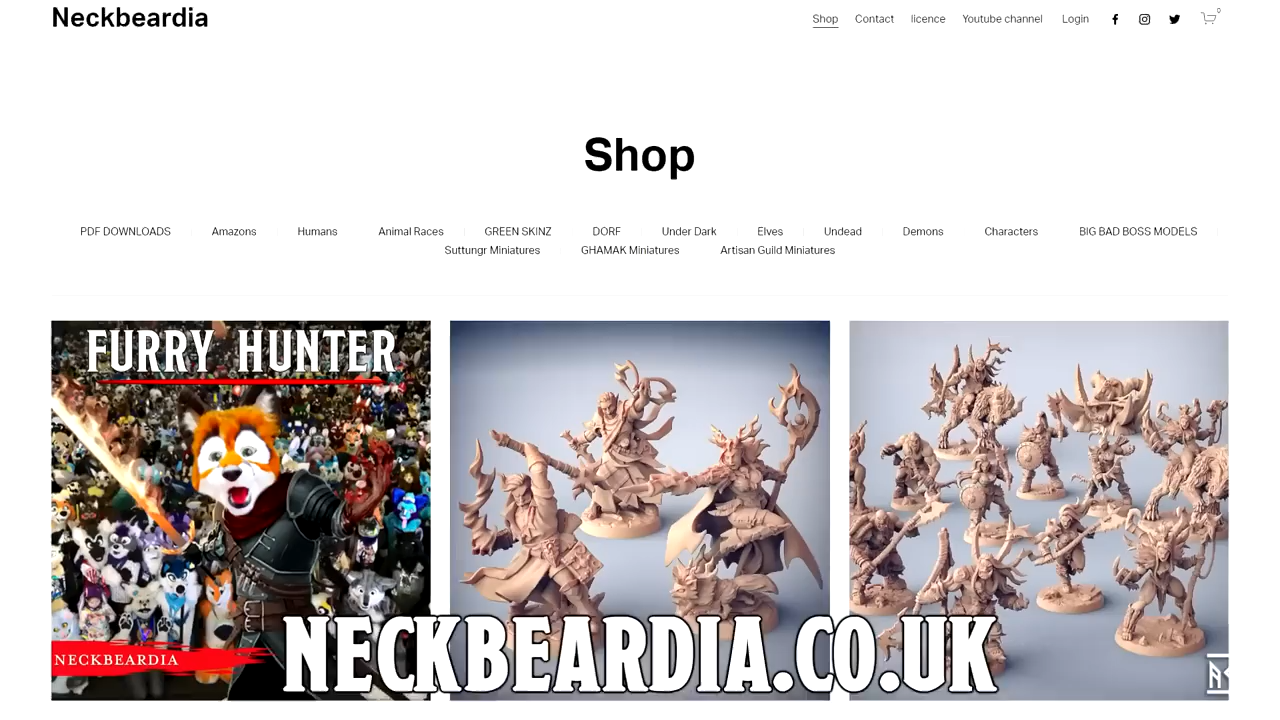 Neckbeardia
Shop Contact licence Youtube channel Login 0
Shop
PDF DOWNLOADS Amazons Humans Animal Races GREEN SKINZ DORF Under Dark Elves Undead Demons Characters BIG BAD BOSS MODELS
Suttungr Miniatures GHAMAK Miniatures Artisan Guild Miniatures
FURRY HUNTER
NECKBEARDIA
NECKBEARDIA.CO.UK